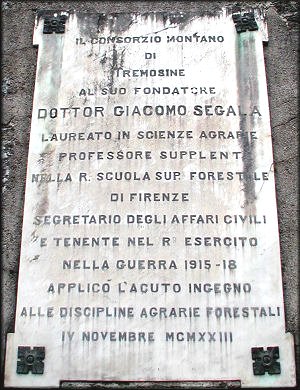 IL CONSORZIO MONTANO
DI
TREMOSINE
AL SUO FONDATORE
DOTTOR GIACOMO SEGALA
LAUREATO IN SCIENZE AGRARIE
PROFESSORE SUPPLENTE
NELLA R. SCUOLA SUP. FORESTALE
DI FIRENZE
SEGRETARIO DEGLI AFFARI CIVILI
E TENENTE NEL R° ESERCITO
NELLA GUERRA 1915-18
APPLICÒ L'ACUTO INGEGNO
ALLE DISCIPLINE AGRARIE FORESTALI
IV NOVEMBRE MCMXXIII